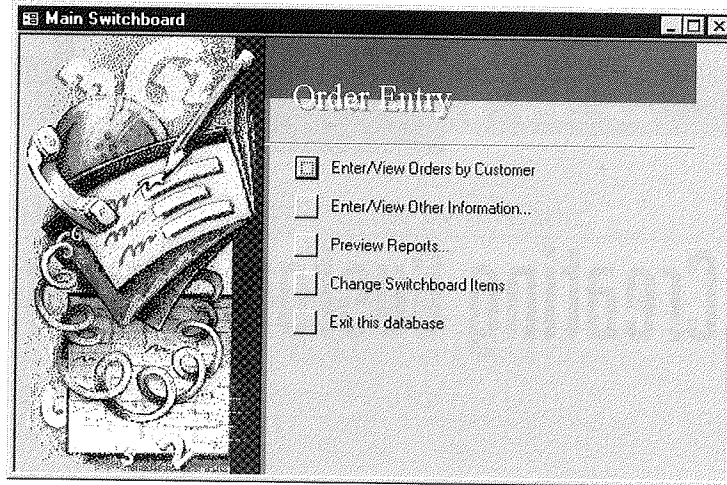 Main Switchboard
Order Entry
Enter/View Orders by Customer
Enter/View Other Information...
Preview Reports...
Change Switchboard Items
Exit this database